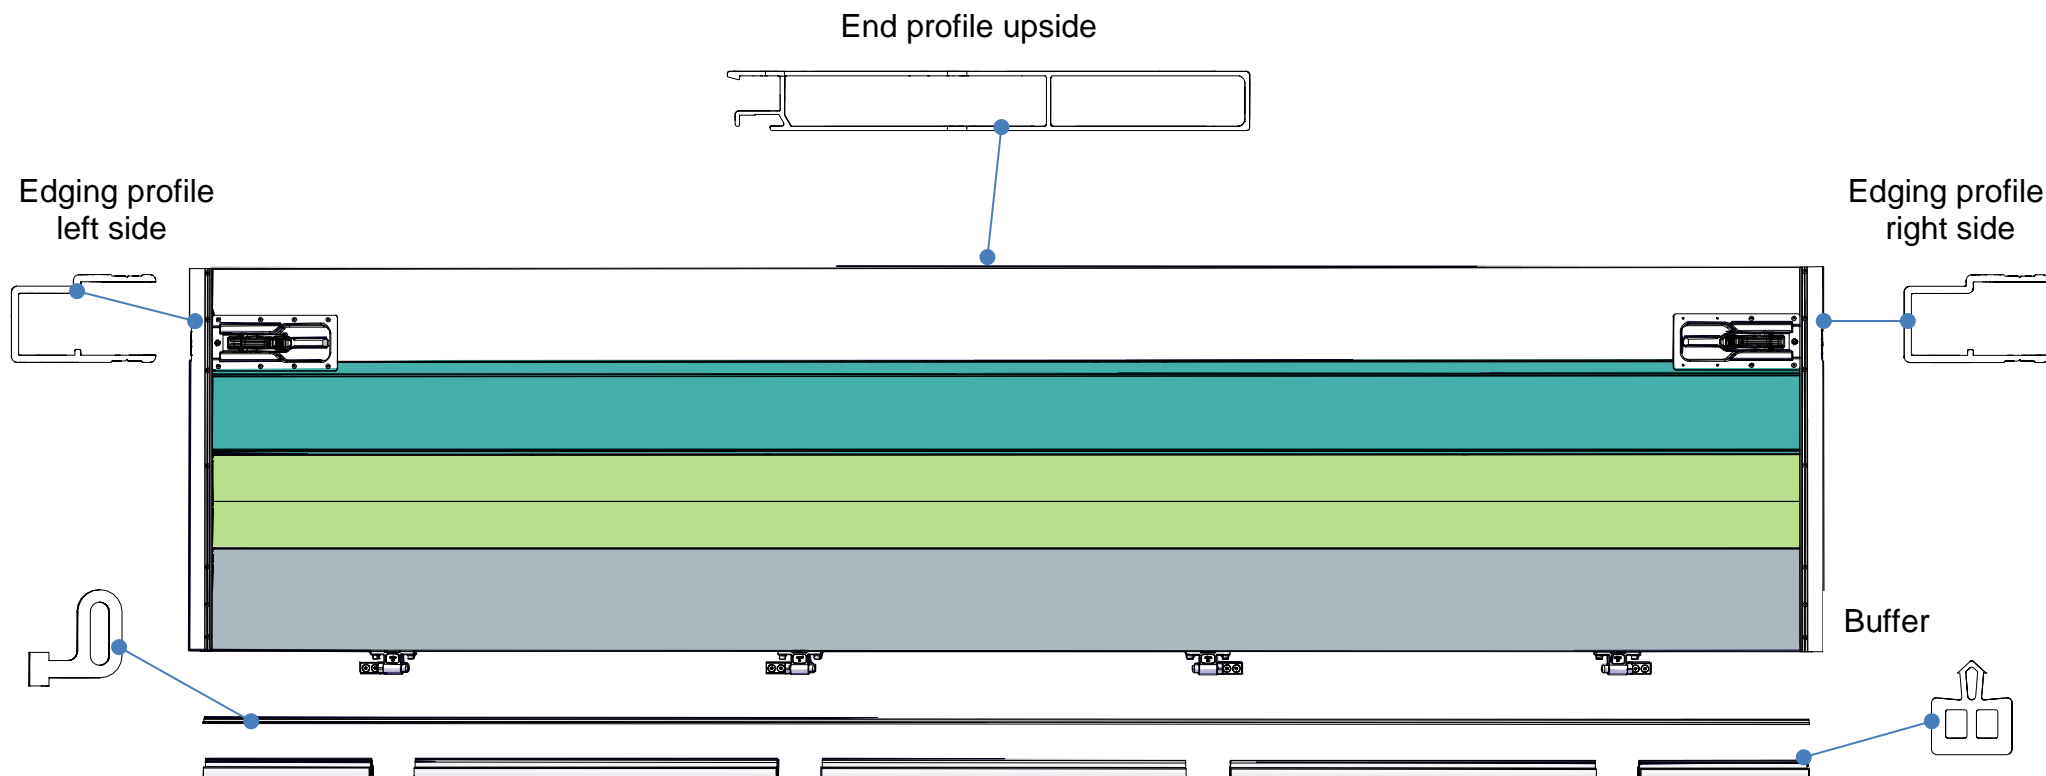 End profile upside
Edging profile
left side
Edging profile
right side
Buffer